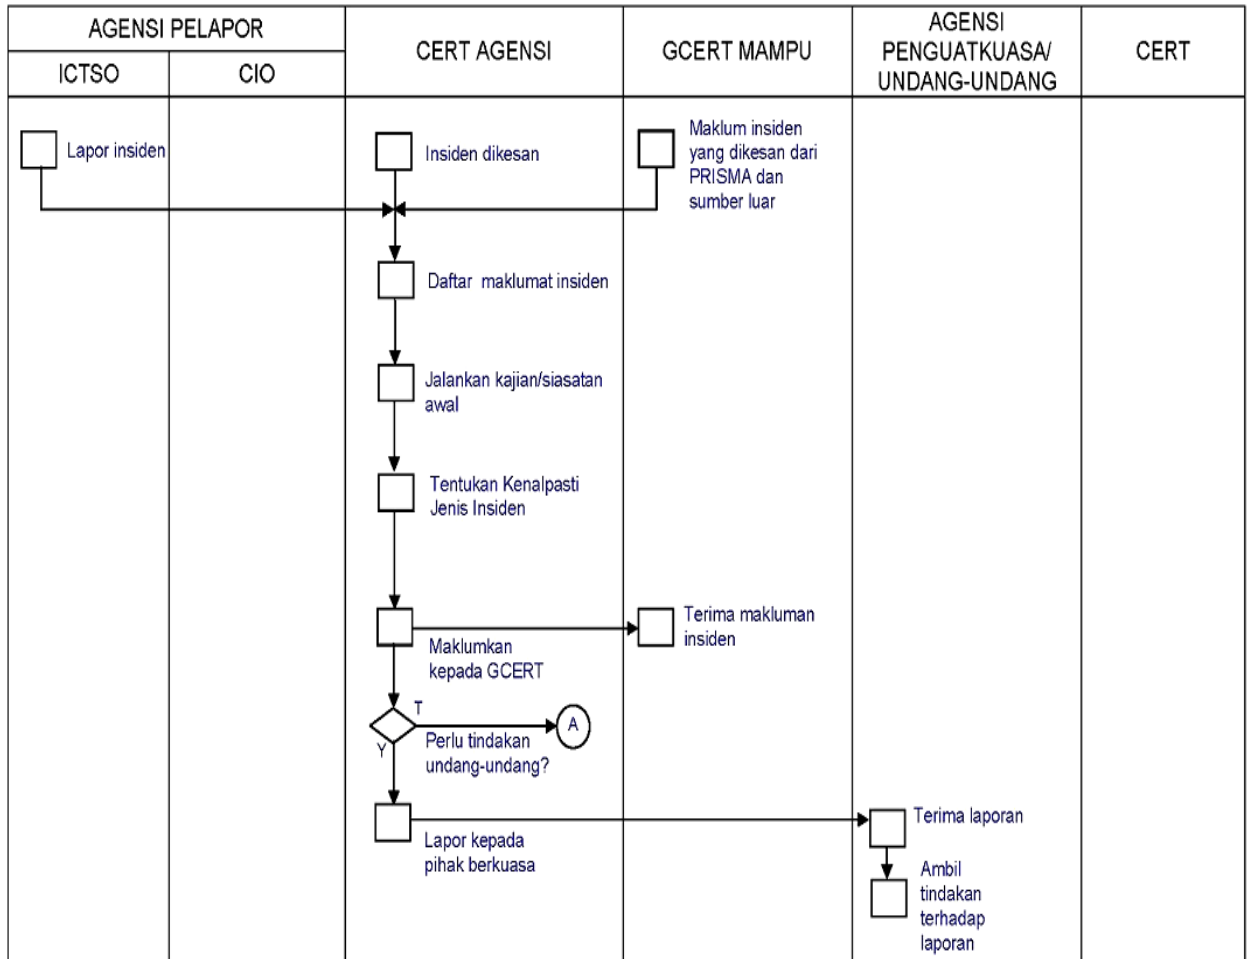 AGENSI PELAPOR
ICTSO
CIO
CERT AGENSI
GCERT MAMPU
AGENSI
PENGUATKUASA/
UNDANG-UNDANG
CERT
Lapor insiden
Insiden dikesan
Maklum insiden
yang dikesan dari
PRISMA dan
sumber luar
Daftar maklumat insiden
Jalankan kajian/siasatan
awal
Tentukan Kenalpasti
Jenis Insiden
Maklumkan
kepada GCERT
Terima makluman
insiden
T
A
Y
Perlu tindakan
undang-undang?
Lapor kepada
pihak berkuasa
Terima laporan
Ambil
tindakan
terhadap
laporan